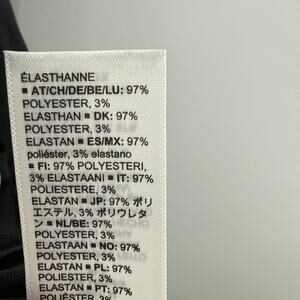 ÉLASTHANNE
■ AT/CH/DE/BE/LU: 97%
POLYESTER, 3%
ELASTHAN ■ DK: 97%
POLYESTER, 3%
ELASTAN ■ ES/MX: 97%
poliéster, 3% elastano
■ FI: 97% POLYESTERI,
3% ELASTAANI ■ IT: 97%
POLIESTERE, 3%
ELASTAN ■ JP: 97% ポリ
エステル, 3% ポリウレタ
ン ■ NL/BE: 97%
POLYESTER, 3%
ELASTAAN ■ NO: 97%
POLYESTER, 3%
ELASTAN ■ PL: 97%
POLIESTER, 3%
ELASTAN ■ PT: 97%
POLIÉSTER, 3%